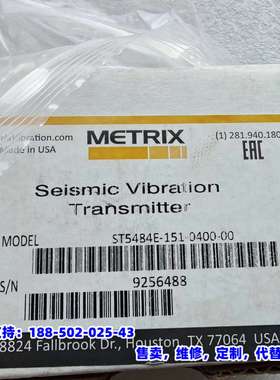 ravibration.com
Made in USA
METRIX
(1) 281.940.180
EAC
Seismic Vibration
Transmitter
MODEL
ST5484E-151-0400-00
S/N
9256488
持：188-502-025-43
8824 Fallbrook Dr., Houston, TX 77064 USA
售卖，维修，定制，代替